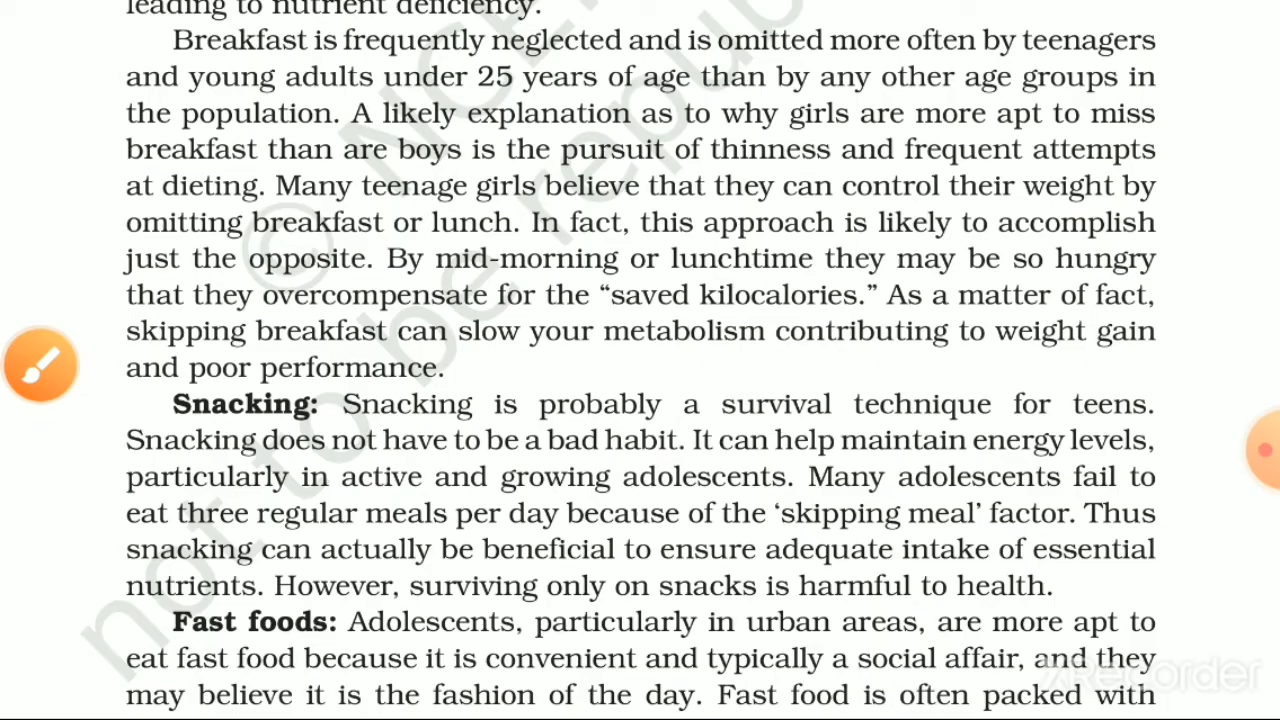 leading to nutrient deficiency.
Breakfast is frequently neglected and is omitted more often by teenagers
and young adults under 25 years of age than by any other age groups in
the population. A likely explanation as to why girls are more apt to miss
breakfast than are boys is the pursuit of thinness and frequent attempts
at dieting. Many teenage girls believe that they can control their weight by
omitting breakfast or lunch. In fact, this approach is likely to accomplish
just the opposite. By mid-morning or lunchtime they may be so hungry
that they overcompensate for the “saved kilocalories.” As a matter of fact,
skipping breakfast can slow your metabolism contributing to weight gain
and poor performance.
Snacking: Snacking is probably a survival technique for teens.
Snacking does not have to be a bad habit. It can help maintain energy levels,
particularly in active and growing adolescents. Many adolescents fail to
eat three regular meals per day because of the ‘skipping meal’ factor. Thus
snacking can actually be beneficial to ensure adequate intake of essential
nutrients. However, surviving only on snacks is harmful to health.
Fast foods: Adolescents, particularly in urban areas, are more apt to
eat fast food because it is convenient and typically a social affair, and they
may believe it is the fashion of the day. Fast food is often packed with
© NCE
not to be republ
XRecorder